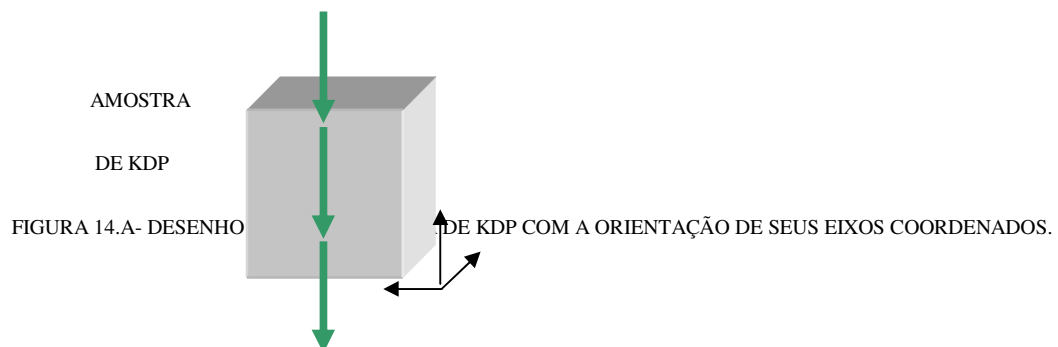 AMOSTRA
DE KDP
FIGURA 14.A- DESENHO DE KDP COM A ORIENTAÇÃO DE SEUS EIXOS COORDENADOS.